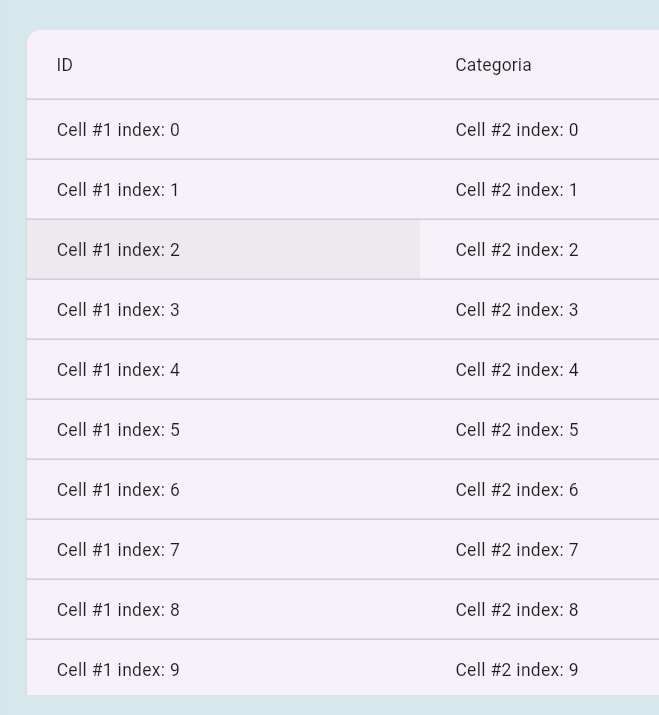 ID Categoria
Cell #1 index: 0 Cell #2 index: 0
Cell #1 index: 1 Cell #2 index: 1
Cell #1 index: 2 Cell #2 index: 2
Cell #1 index: 3 Cell #2 index: 3
Cell #1 index: 4 Cell #2 index: 4
Cell #1 index: 5 Cell #2 index: 5
Cell #1 index: 6 Cell #2 index: 6
Cell #1 index: 7 Cell #2 index: 7
Cell #1 index: 8 Cell #2 index: 8
Cell #1 index: 9 Cell #2 index: 9